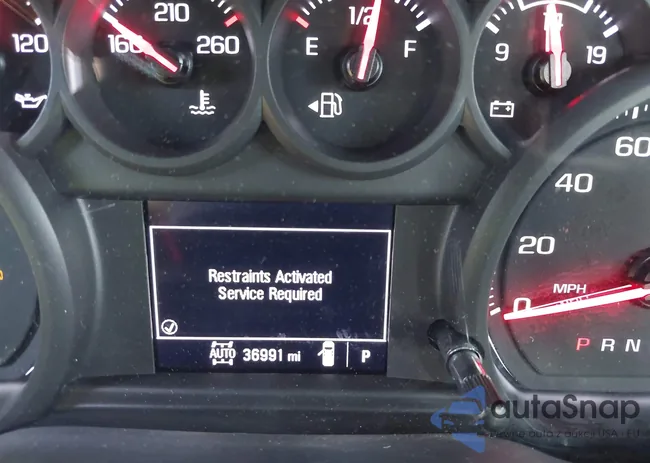 120
160
210
260
E
1/2
F
9
19
60
40
20
0
MPH
Restraints Activated
Service Required
AUTO 36991 mi P
P R N
autaSnap